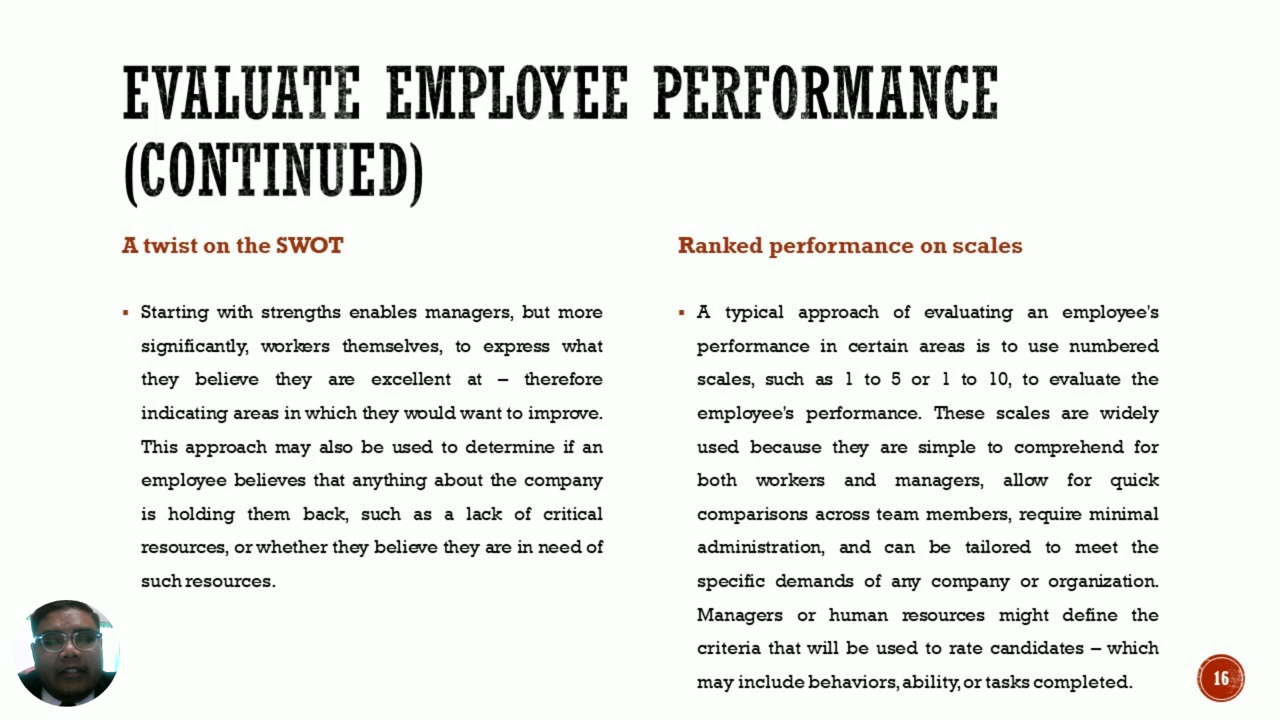 EVALUATE EMPLOYEE PERFORMANCE
(CONTINUED)
A twist on the SWOT
▪ Starting with strengths enables managers, but more
significantly, workers themselves, to express what
they believe they are excellent at – therefore
indicating areas in which they would want to improve.
This approach may also be used to determine if an
employee believes that anything about the company
is holding them back, such as a lack of critical
resources, or whether they believe they are in need of
such resources.
Ranked performance on scales
▪ A typical approach of evaluating an employee's
performance in certain areas is to use numbered
scales, such as 1 to 5 or 1 to 10, to evaluate the
employee's performance. These scales are widely
used because they are simple to comprehend for
both workers and managers, allow for quick
comparisons across team members, require minimal
administration, and can be tailored to meet the
specific demands of any company or organization.
Managers or human resources might define the
criteria that will be used to rate candidates – which
may include behaviors, ability, or tasks completed.
16